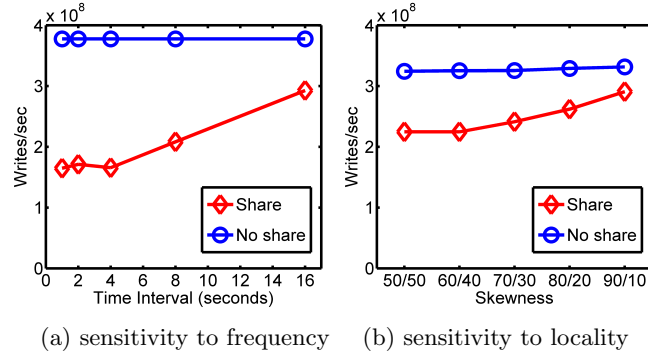 4 x 10^8
3
2
1
0
Writes/sec
0 2 4 6 8 10 12 14 16
Time Interval (seconds)
Share
No share
(a) sensitivity to frequency
4 x 10^8
3
2
1
0
Writes/sec
50/50 60/40 70/30 80/20 90/10
Skewness
Share
No share
(b) sensitivity to locality